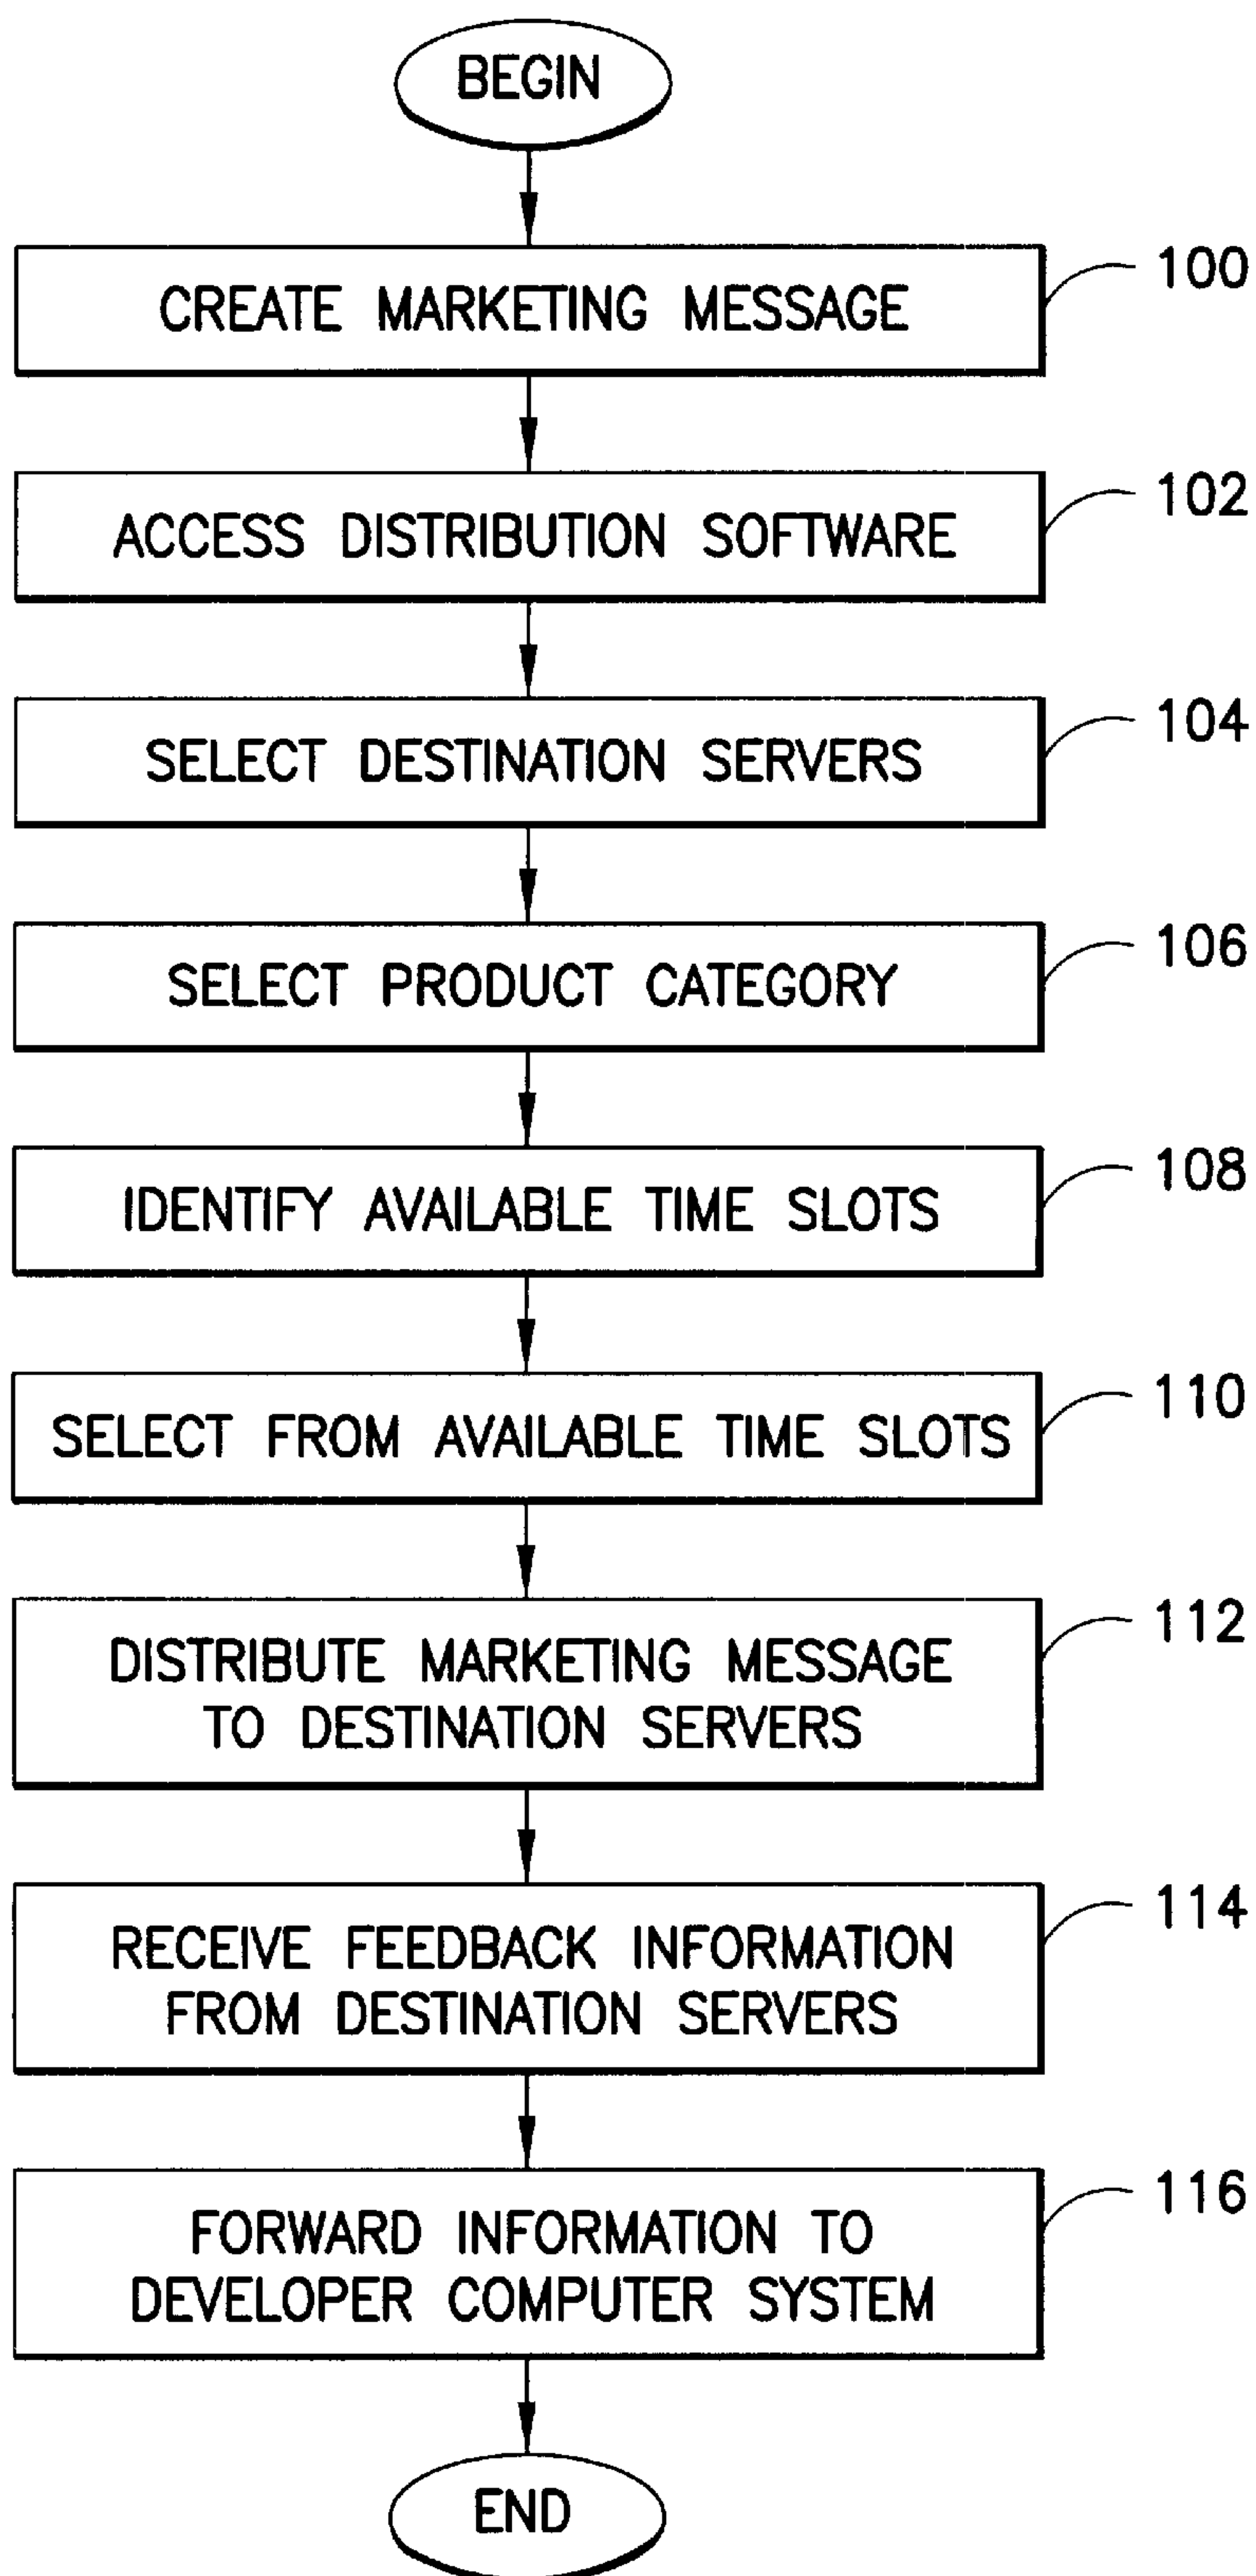 BEGIN
CREATE MARKETING MESSAGE
100
ACCESS DISTRIBUTION SOFTWARE
102
SELECT DESTINATION SERVERS
104
SELECT PRODUCT CATEGORY
106
IDENTIFY AVAILABLE TIME SLOTS
108
SELECT FROM AVAILABLE TIME SLOTS
110
DISTRIBUTE MARKETING MESSAGE
TO DESTINATION SERVERS
112
RECEIVE FEEDBACK INFORMATION
FROM DESTINATION SERVERS
114
FORWARD INFORMATION TO
DEVELOPER COMPUTER SYSTEM
116
END